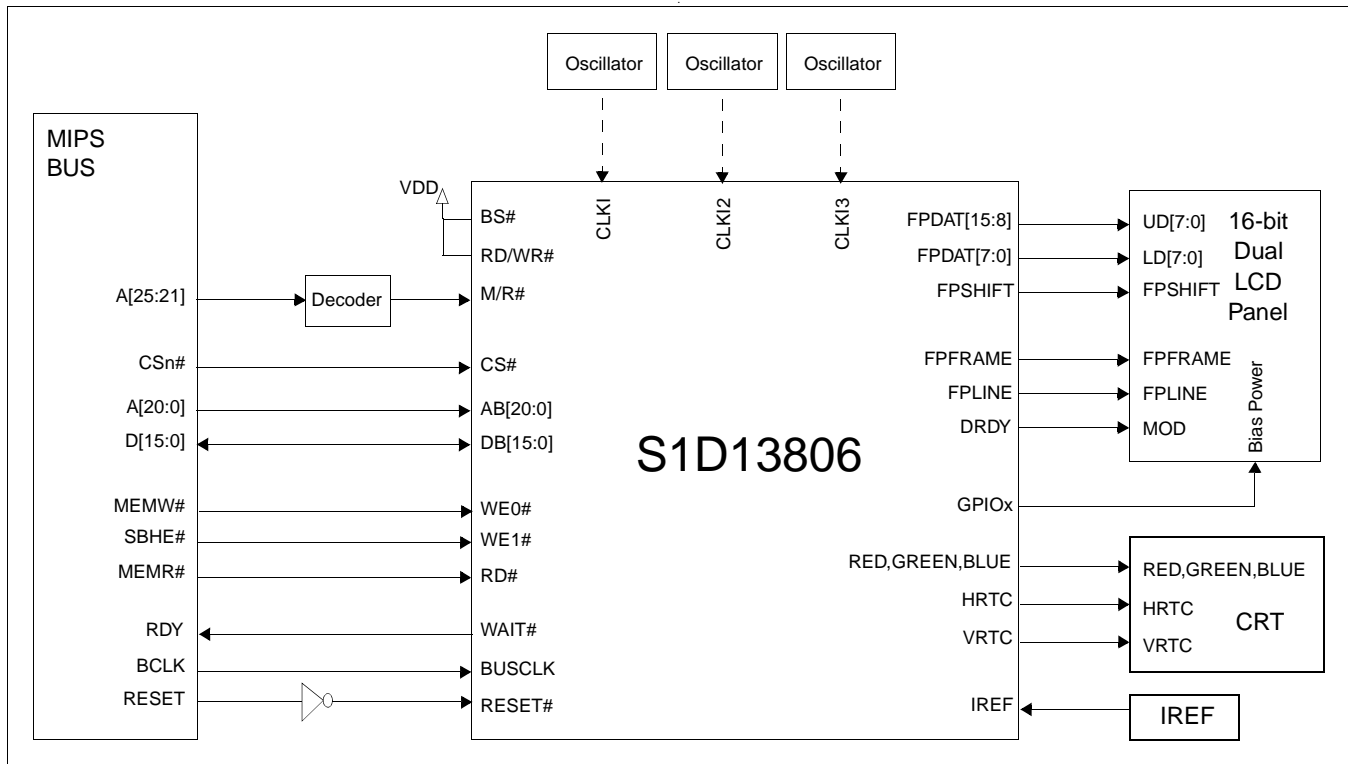 Oscillator
Oscillator
Oscillator
MIPS
BUS
A[25:21]
CSn#
A[20:0]
D[15:0]
MEMW#
SBHE#
MEMR#
RDY
BCLK
RESET
VDD
Decoder
BS#
RD/WR#
M/R#
CS#
AB[20:0]
DB[15:0]
WE0#
WE1#
RD#
WAIT#
BUSCLK
RESET#
CLKI
CLKI2
CLKI3
S1D13806
FPDAT[15:8]
FPDAT[7:0]
FPSHIFT
FPFRAME
FPLINE
DRDY
GPIOx
RED,GREEN,BLUE
HRTC
VRTC
IREF
UD[7:0]
LD[7:0]
FPSHIFT
FPFRAME
FPLINE
MOD
16-bit
Dual
LCD
Panel
Bias Power
RED,GREEN,BLUE
HRTC
VRTC
CRT
IREF